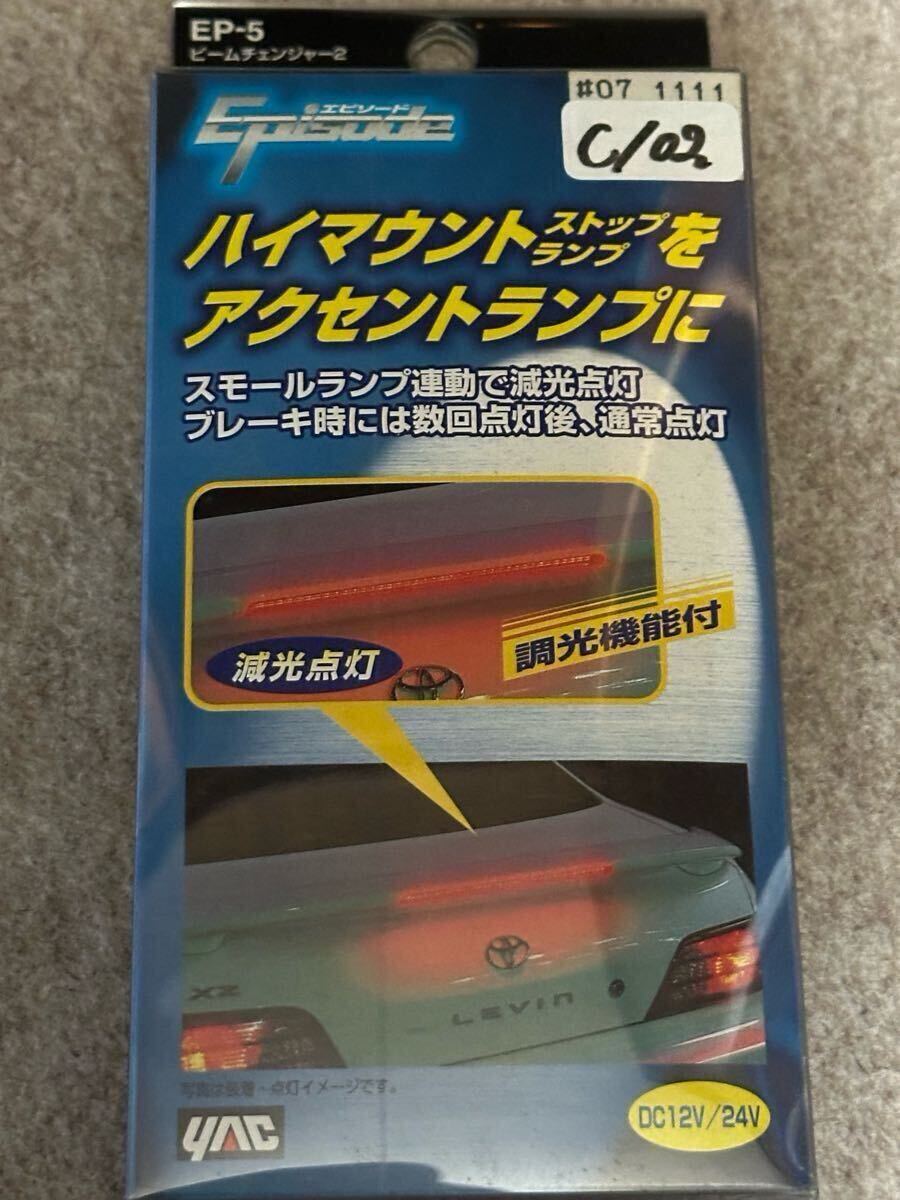 EP-5
ビームチェンジャー2
#07 1111
C/02
エピソード
Episode
ハイマウントストップランプを
アクセントランプに
スモールランプ連動で減光点灯
ブレーキ時には数回点灯後、通常点灯
調光機能付
減光点灯
XZ
LEVIN
写真は装着・点灯イメージです。
YAC
DC12V/24V